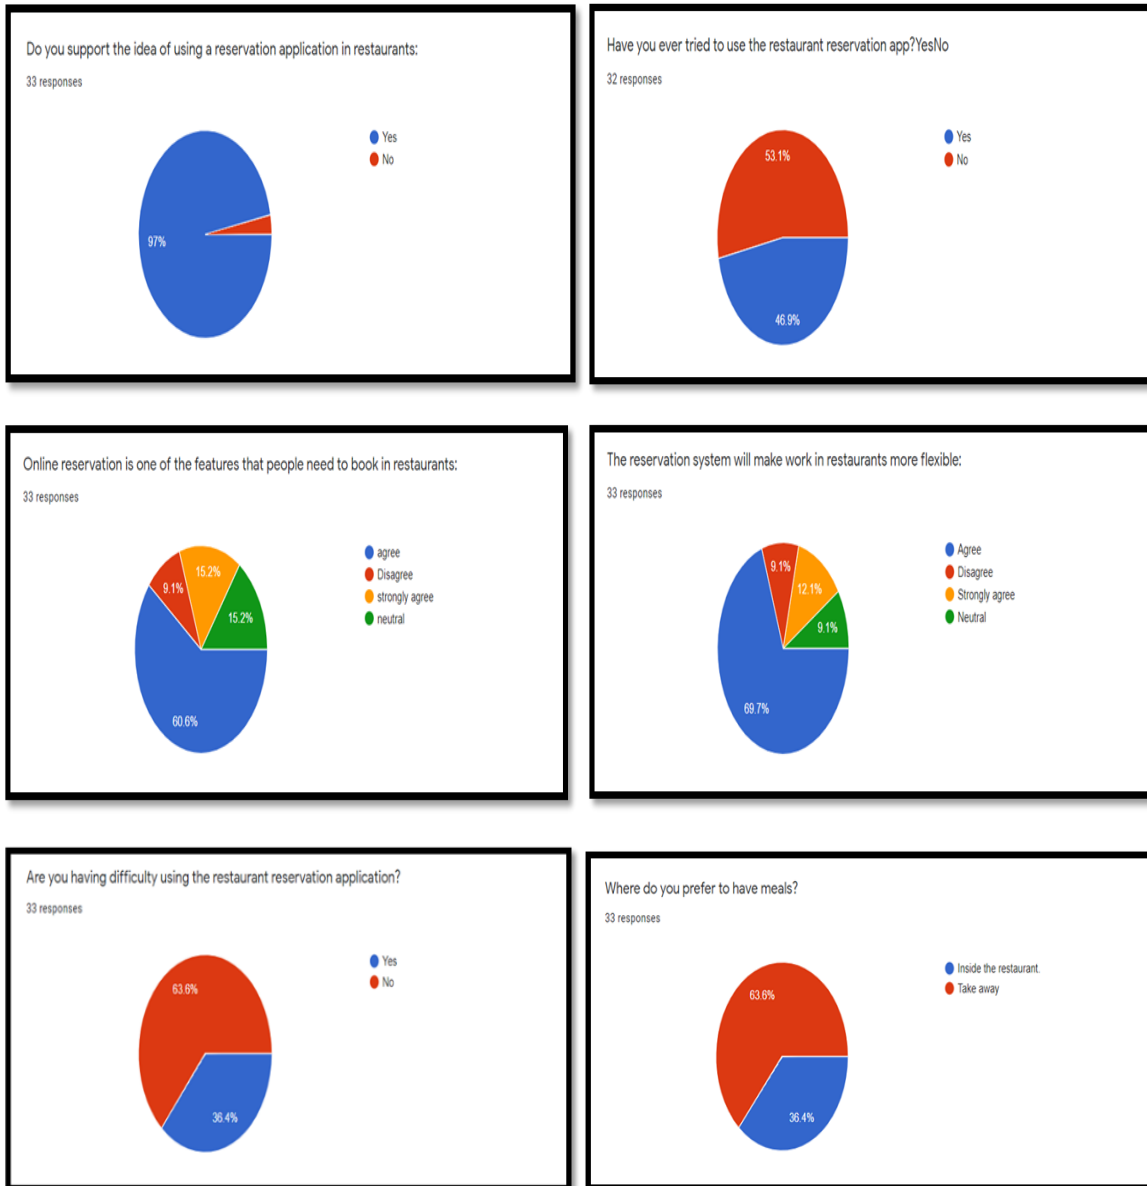 Do you support the idea of using a reservation application in restaurants:
33 responses
Yes
No
97%
Have you ever tried to use the restaurant reservation app?YesNo
32 responses
Yes
No
53.1%
46.9%
Online reservation is one of the features that people need to book in restaurants:
33 responses
agree
Disagree
strongly agree
neutral
9.1%
15.2%
15.2%
60.6%
The reservation system will make work in restaurants more flexible:
33 responses
Agree
Disagree
Strongly agree
Neutral
9.1%
12.1%
9.1%
69.7%
Are you having difficulty using the restaurant reservation application?
33 responses
Yes
No
63.6%
36.4%
Where do you prefer to have meals?
33 responses
Inside the restaurant.
Take away
63.6%
36.4%